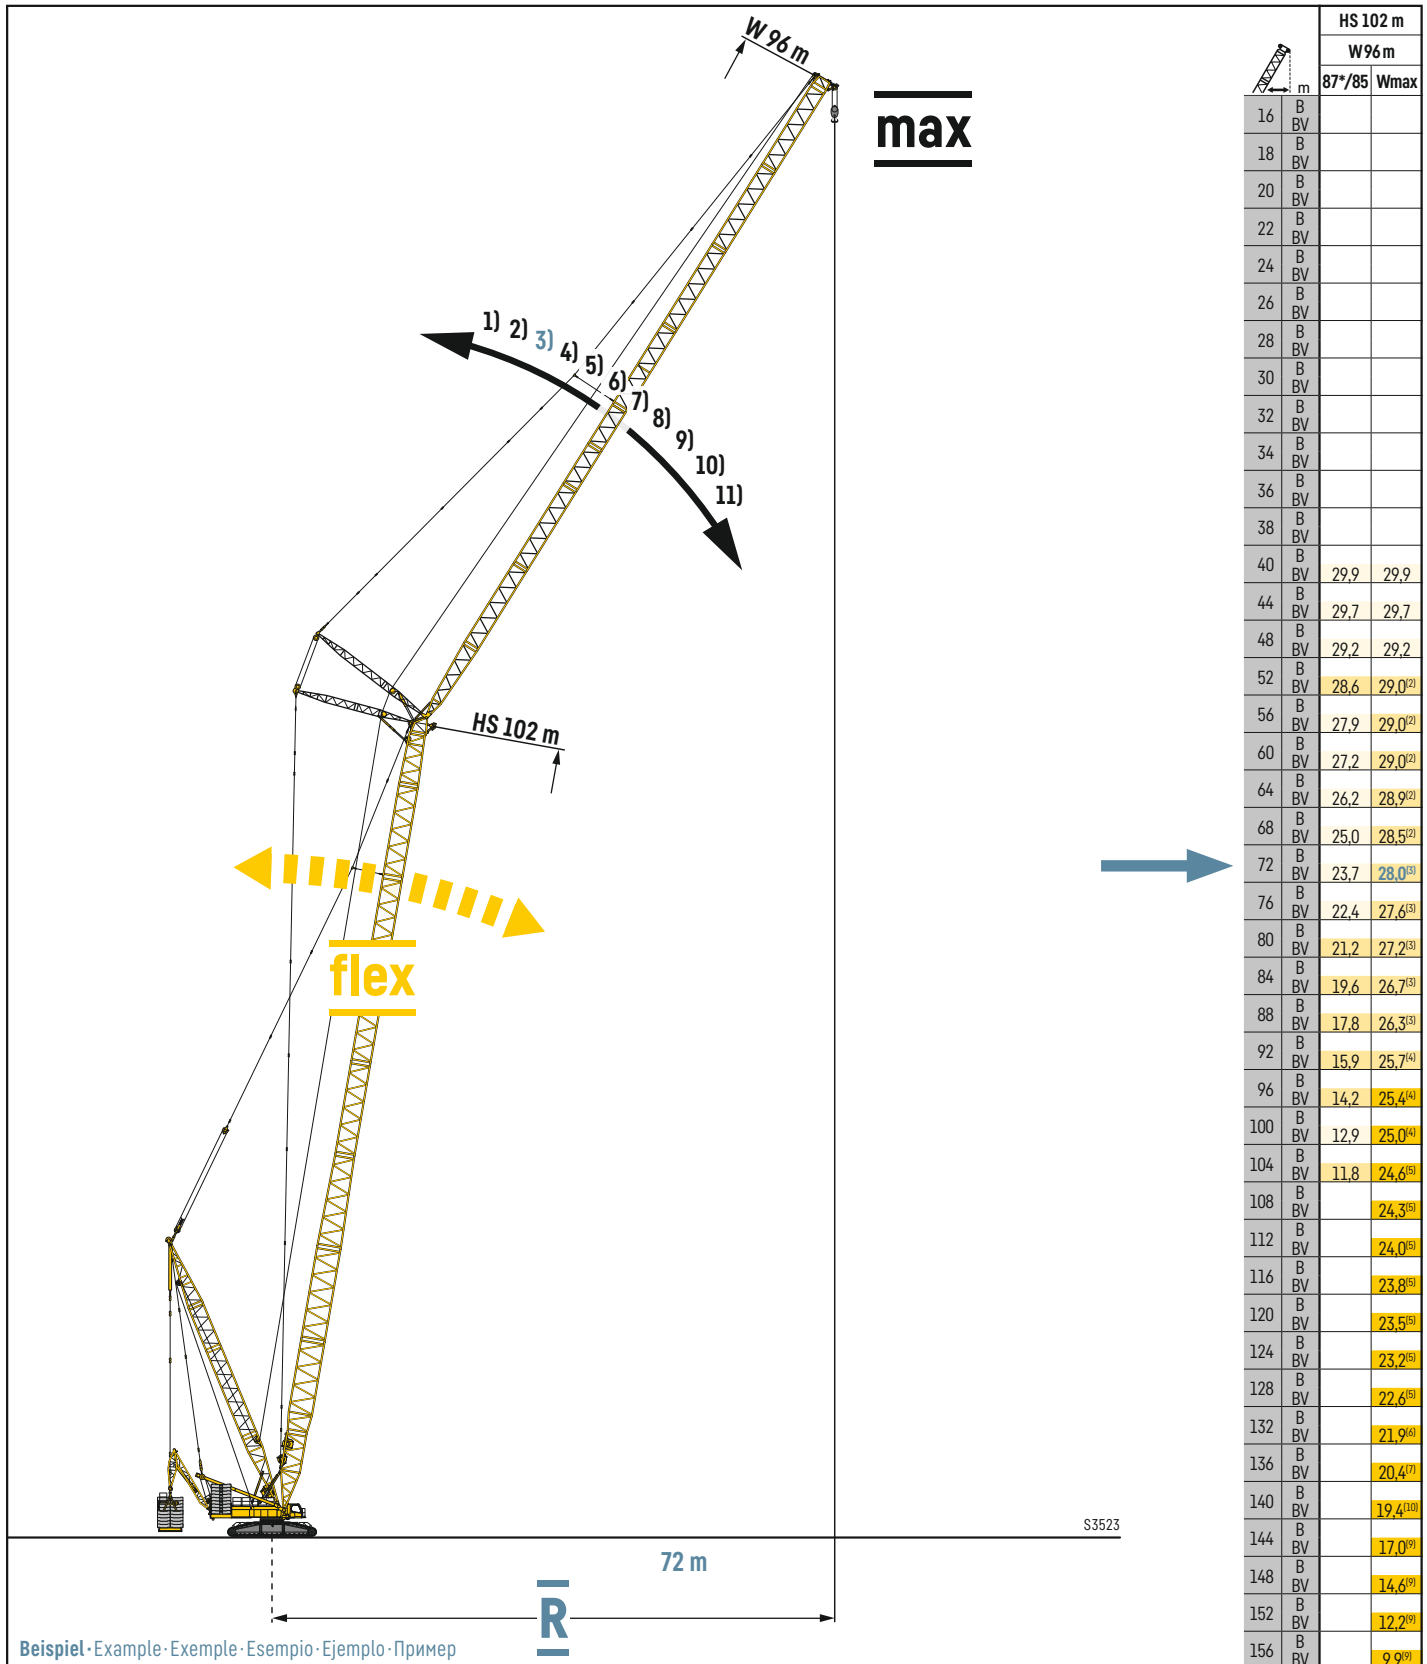 W 96 m
max
1) 2) 3) 4) 5) 6) 7) 8) 9) 10) 11)
HS 102 m
flex
S3523
72 m
R
Beispiel · Example · Exemple · Esempio · Ejemplo · Пример
HS 102 m
W 96 m
m 87*/85 Wmax
16 B
BV
18 B
BV
20 B
BV
22 B
BV
24 B
BV
26 B
BV
28 B
BV
30 B
BV
32 B
BV
34 B
BV
36 B
BV
38 B
BV
40 B
BV 29,9 29,9
44 B
BV 29,7 29,7
48 B
BV 29,2 29,2
52 B
BV 28,6 29,0(2)
56 B
BV 27,9 29,0(2)
60 B
BV 27,2 29,0(2)
64 B
BV 26,2 28,9(2)
68 B
BV 25,0 28,5(2)
72 B
BV 23,7 28,0(3)
76 B
BV 22,4 27,6(3)
80 B
BV 21,2 27,2(3)
84 B
BV 19,6 26,7(3)
88 B
BV 17,8 26,3(3)
92 B
BV 15,9 25,7(4)
96 B
BV 14,2 25,4(4)
100 B
BV 12,9 25,0(4)
104 B
BV 11,8 24,6(5)
108 B
BV 24,3(5)
112 B
BV 24,0(5)
116 B
BV 23,8(5)
120 B
BV 23,5(5)
124 B
BV 23,2(5)
128 B
BV 22,6(5)
132 B
BV 21,9(6)
136 B
BV 20,4(7)
140 B
BV 19,4(10)
144 B
BV 17,0(9)
148 B
BV 14,6(9)
152 B
BV 12,2(9)
156 B
BV 9,9(9)